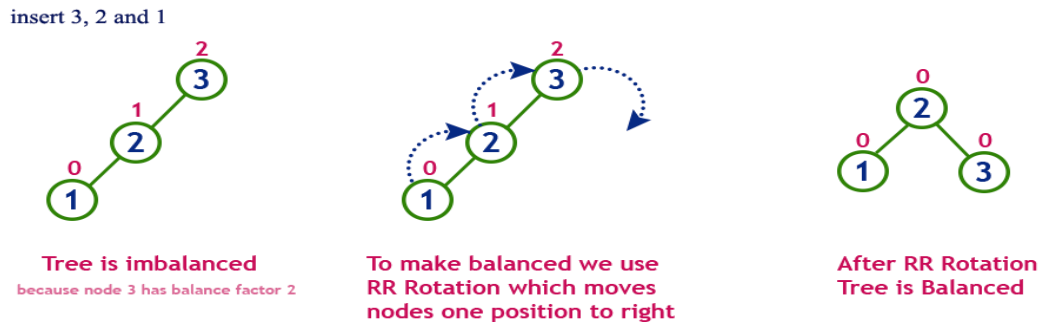 insert 3, 2 and 1
2
3
1
2
0
1
Tree is imbalanced
because node 3 has balance factor 2
2
3
1
2
0
1
To make balanced we use
RR Rotation which moves
nodes one position to right
0
2
0
1
0
3
After RR Rotation
Tree is Balanced